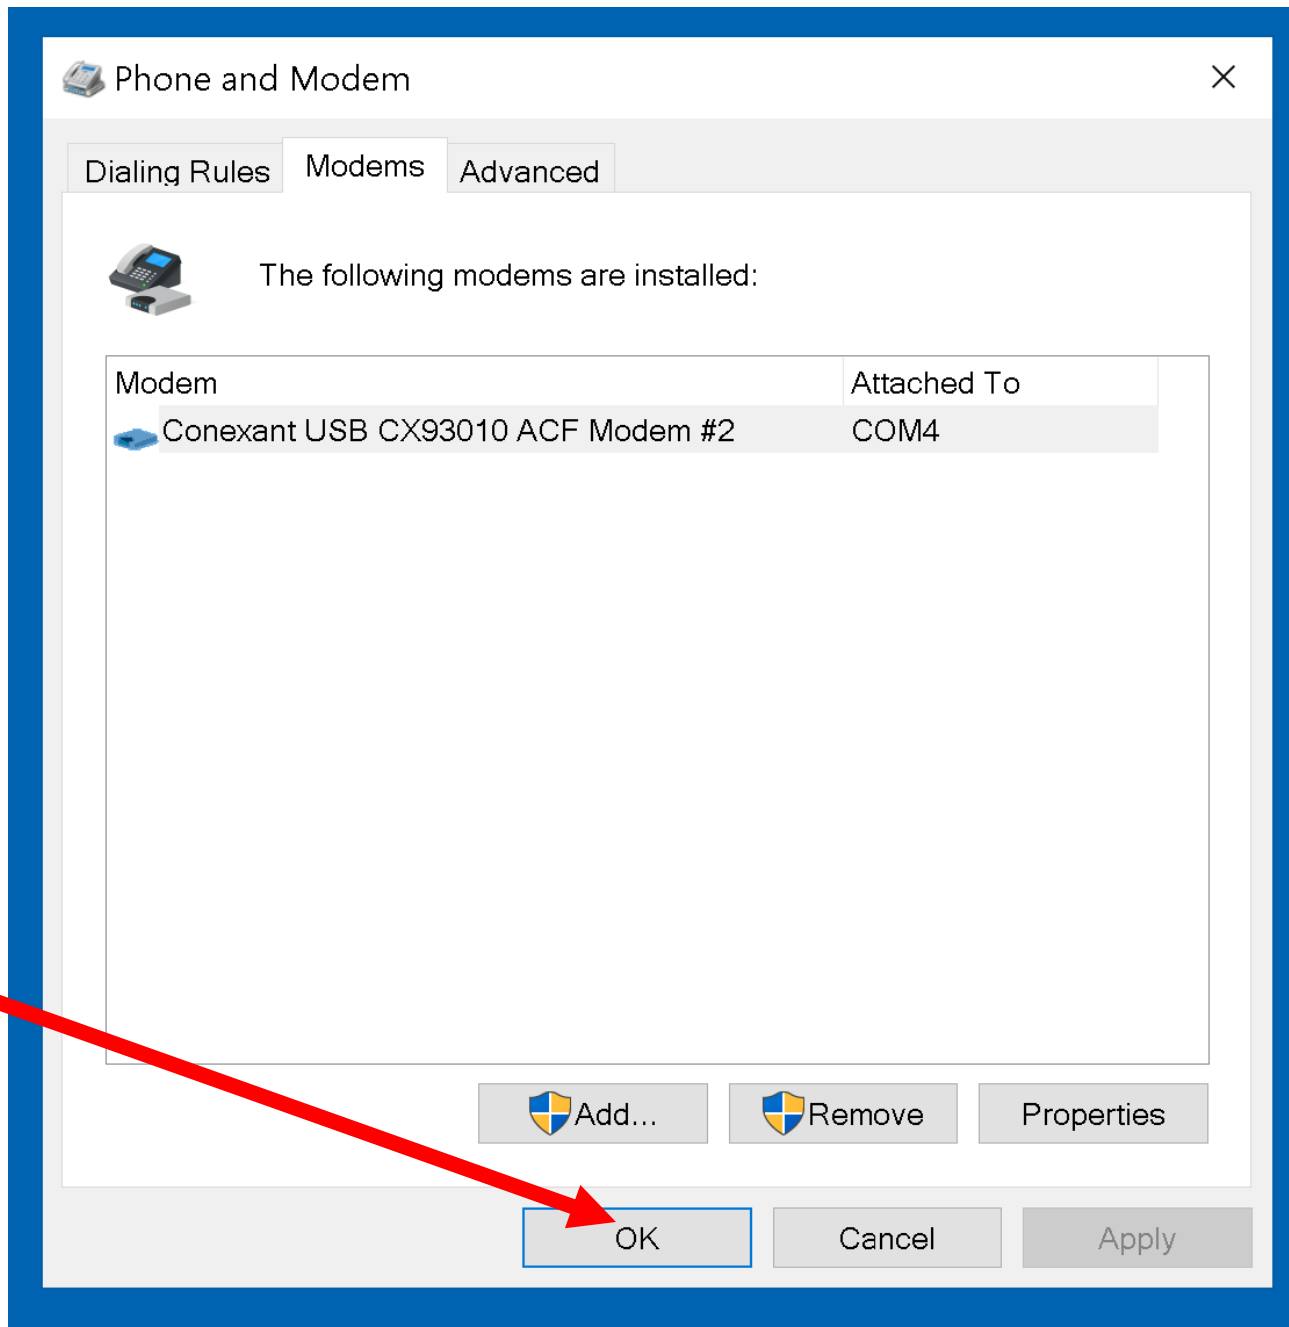 Phone and Modem
Dialing Rules Modems Advanced
The following modems are installed:
Modem Attached To
Conexant USB CX93010 ACF Modem #2 COM4
Add... Remove Properties
OK Cancel Apply